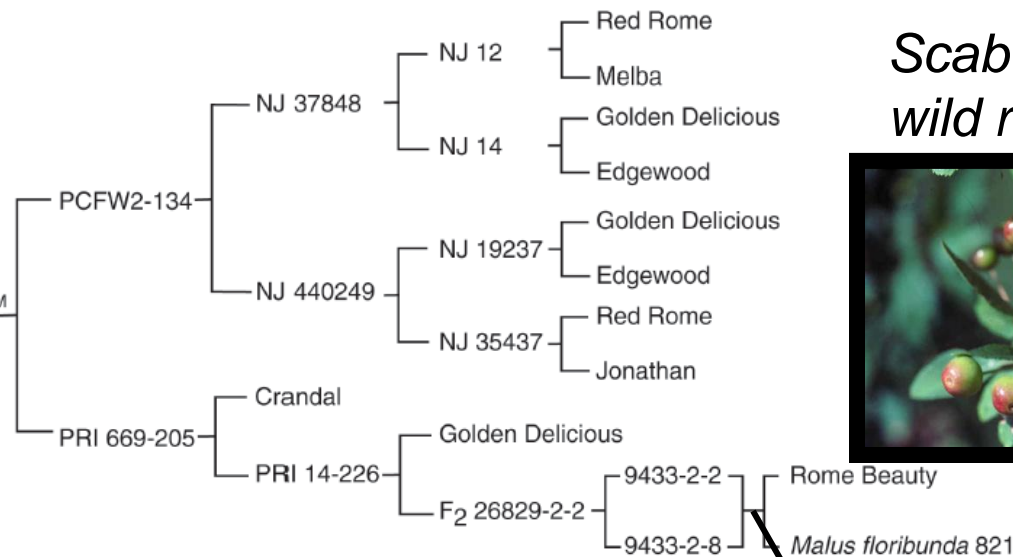 Red Rome
NJ 12
Melba
NJ 37848
Golden Delicious
NJ 14
Edgewood
PCFW2-134
Golden Delicious
NJ 19237
Edgewood
NJ 440249
Red Rome
NJ 35437
Jonathan
Crandal
PRI 669-205
Golden Delicious
PRI 14-226
9433-2-2
Rome Beauty
F2 26829-2-2
9433-2-8
Malus floribunda 821
Scab
wild